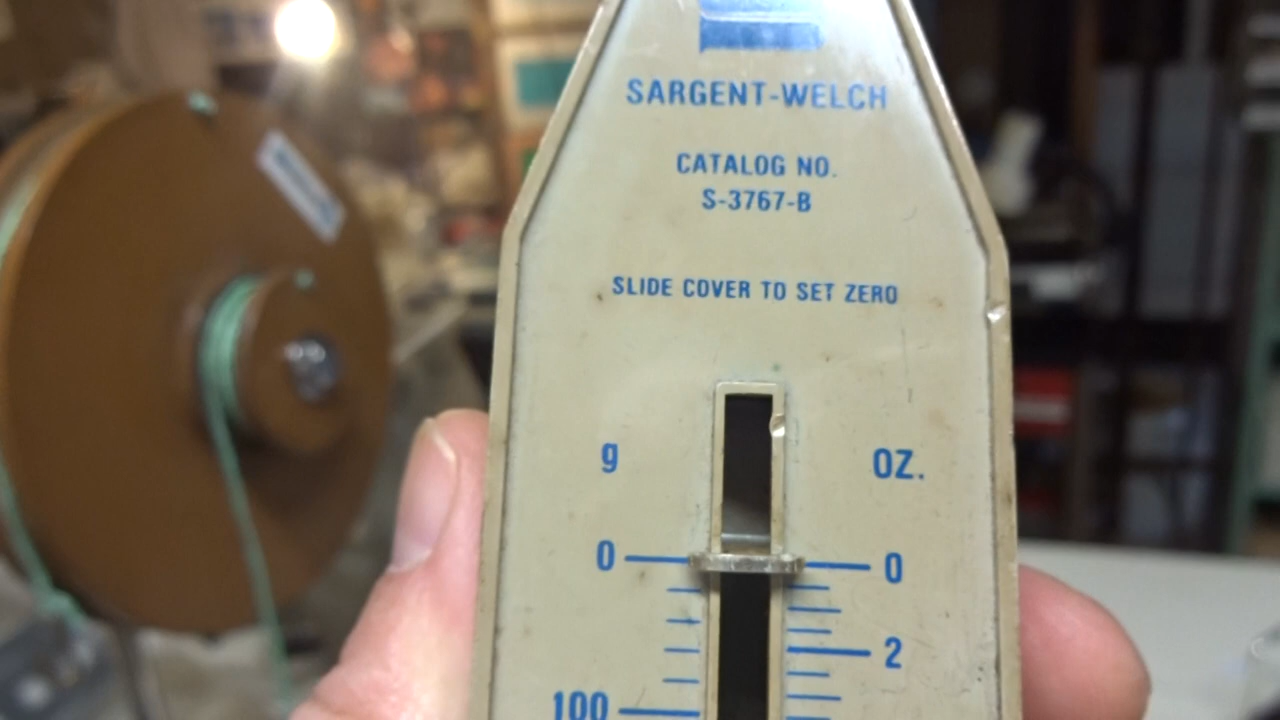 SARGENT-WELCH
CATALOG NO.
S-3767-B
SLIDE COVER TO SET ZERO
g OZ.
0 0
2
100